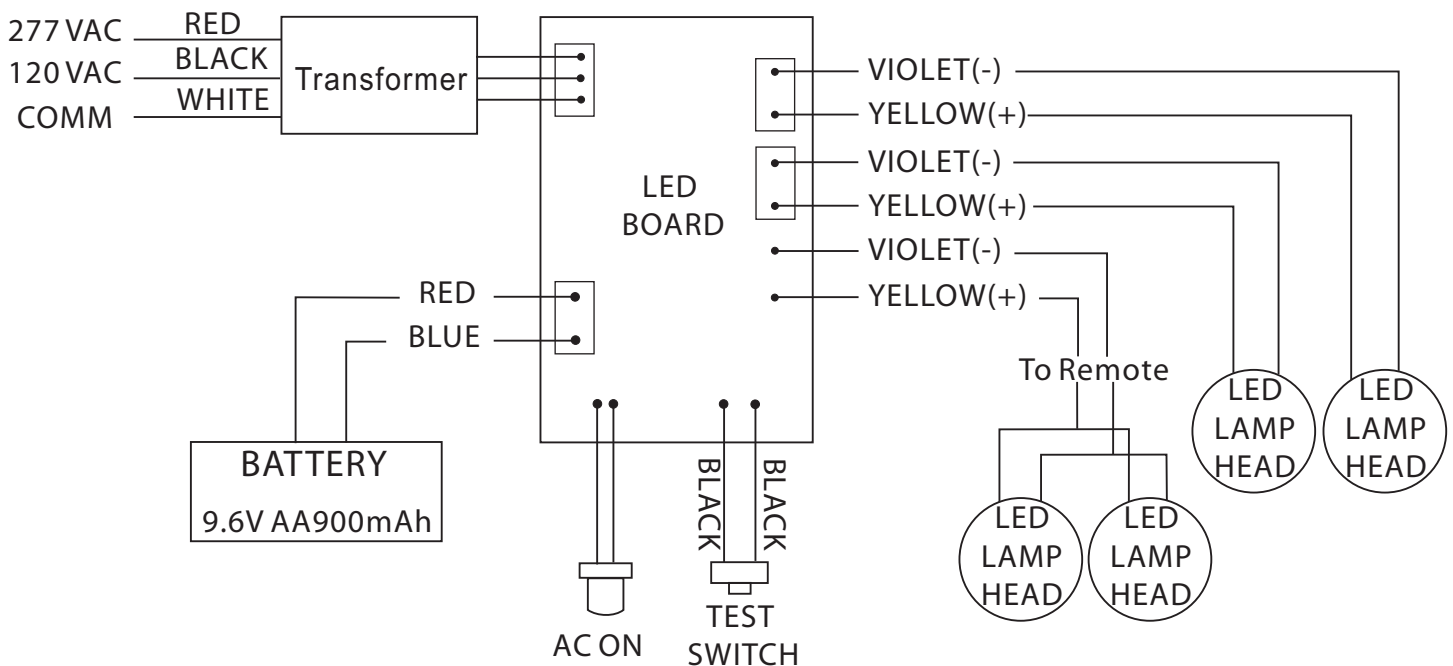 277 VAC
RED
120 VAC
BLACK
COMM
WHITE
Transformer
LED
BOARD
VIOLET(-)
YELLOW(+)
VIOLET(-)
YELLOW(+)
VIOLET(-)
YELLOW(+)
RED
BLUE
To Remote
BATTERY
9.6V AA900mAh
BLACK
BLACK
AC ON
TEST
SWITCH
LED
LAMP
HEAD
LED
LAMP
HEAD
LED
LAMP
HEAD
LED
LAMP
HEAD